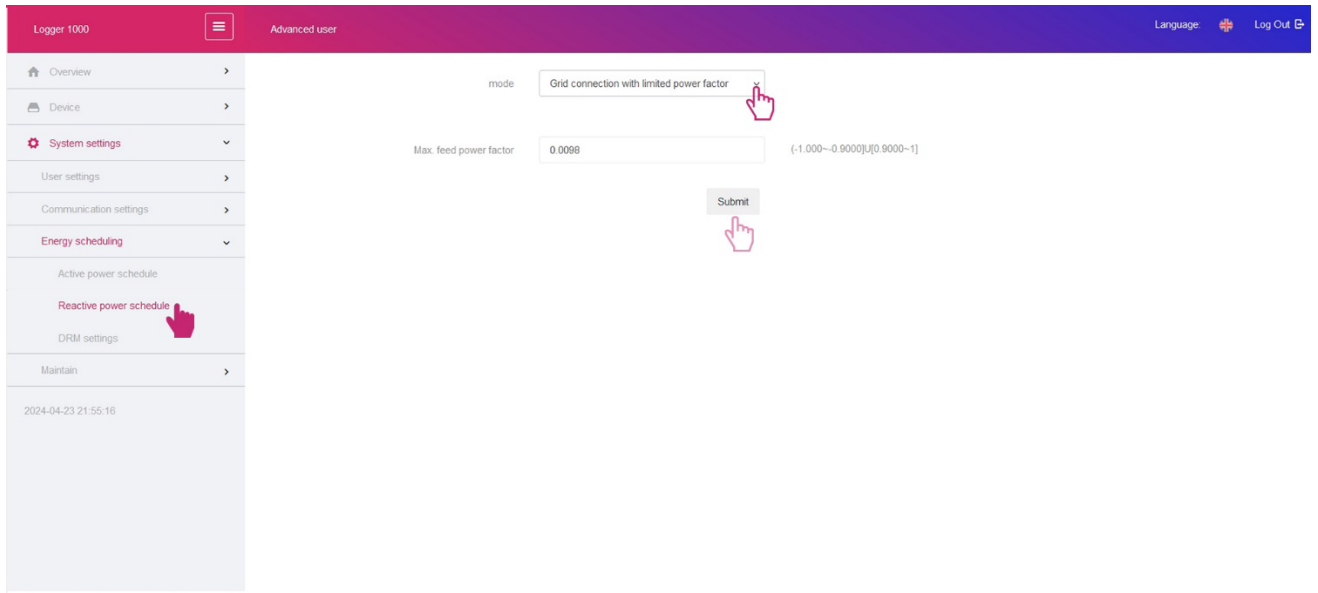 Logger 1000
Advanced user
Language:
Log Out
Overview
Device
System settings
User settings
Communication settings
Energy scheduling
Active power schedule
Reactive power schedule
DRM settings
Maintain
2024-04-23 21:55:16
mode
Grid connection with limited power factor
Max. feed power factor
0.0098
(-1.000~-0.9000]U[0.9000~1]
Submit